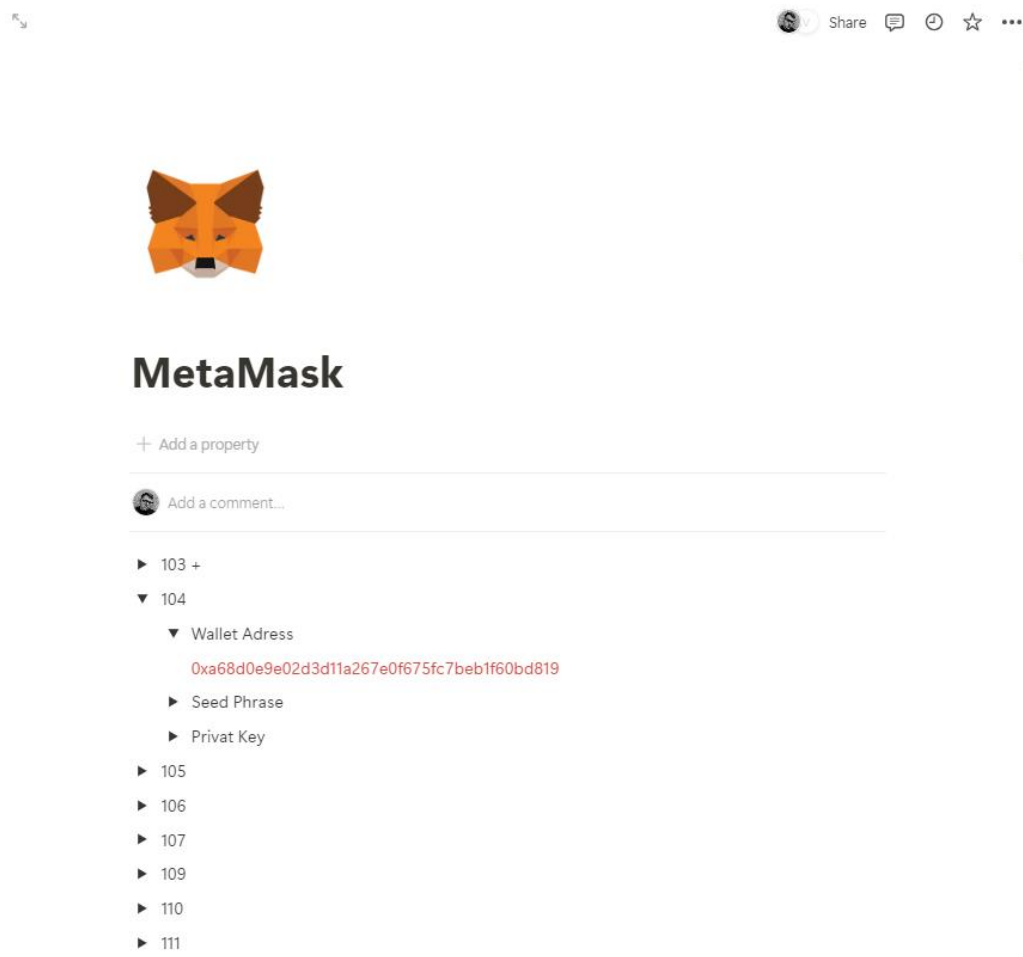 Share
MetaMask
Add a property
Add a comment...
103 +
104
Wallet Adress
0xa68d0e9e02d3d11a267e0f675fc7beb1f60bd819
Seed Phrase
Privat Key
105
106
107
109
110
111